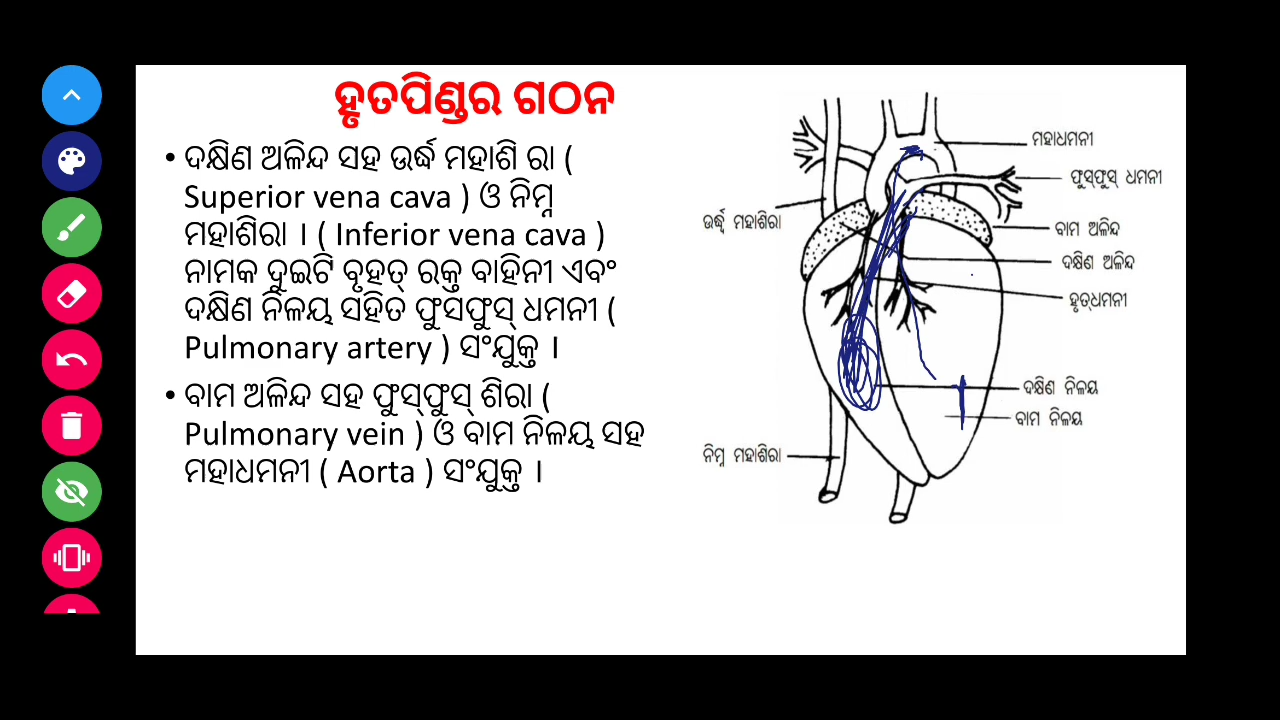 ହୃତପିଣ୍ଡର ଗଠନ
• ଦକ୍ଷିଣ ଅଳିନ୍ଦ ସହ ଉର୍ଦ୍ଧ ମହାଶି ରା (
Superior vena cava ) ଓ ନିମ୍ନ
ମହାଶିରା । ( Inferior vena cava )
ନାମକ ଦୁଇଟି ବୃହତ୍ ରକ୍ତ ବାହିନୀ ଏବଂ
ଦକ୍ଷିଣ ନିଳୟ ସହିତ ଫୁସଫୁସ୍ ଧମନୀ (
Pulmonary artery ) ସଂଯୁକ୍ତ ।
• ବାମ ଅଳିନ୍ଦ ସହ ଫୁସ୍‌ଫୁସ୍ ଶିରା (
Pulmonary vein ) ଓ ବାମ ନିଳୟ ସହ
ମହାଧମନୀ ( Aorta ) ସଂଯୁକ୍ତ ।
ମହାଧମନୀ
ଫୁସ୍‌ଫୁସ୍ ଧମନୀ
ଉର୍ଦ୍ଧ୍ୱ ମହାଶିରା
ବାମ ଅଳିନ୍ଦ
ଦକ୍ଷିଣ ଅଳିନ୍ଦ
ହୃତ୍‌ଧମନୀ
ଦକ୍ଷିଣ ନିଳୟ
ବାମ ନିଳୟ
ନିମ୍ନ ମହାଶିରା